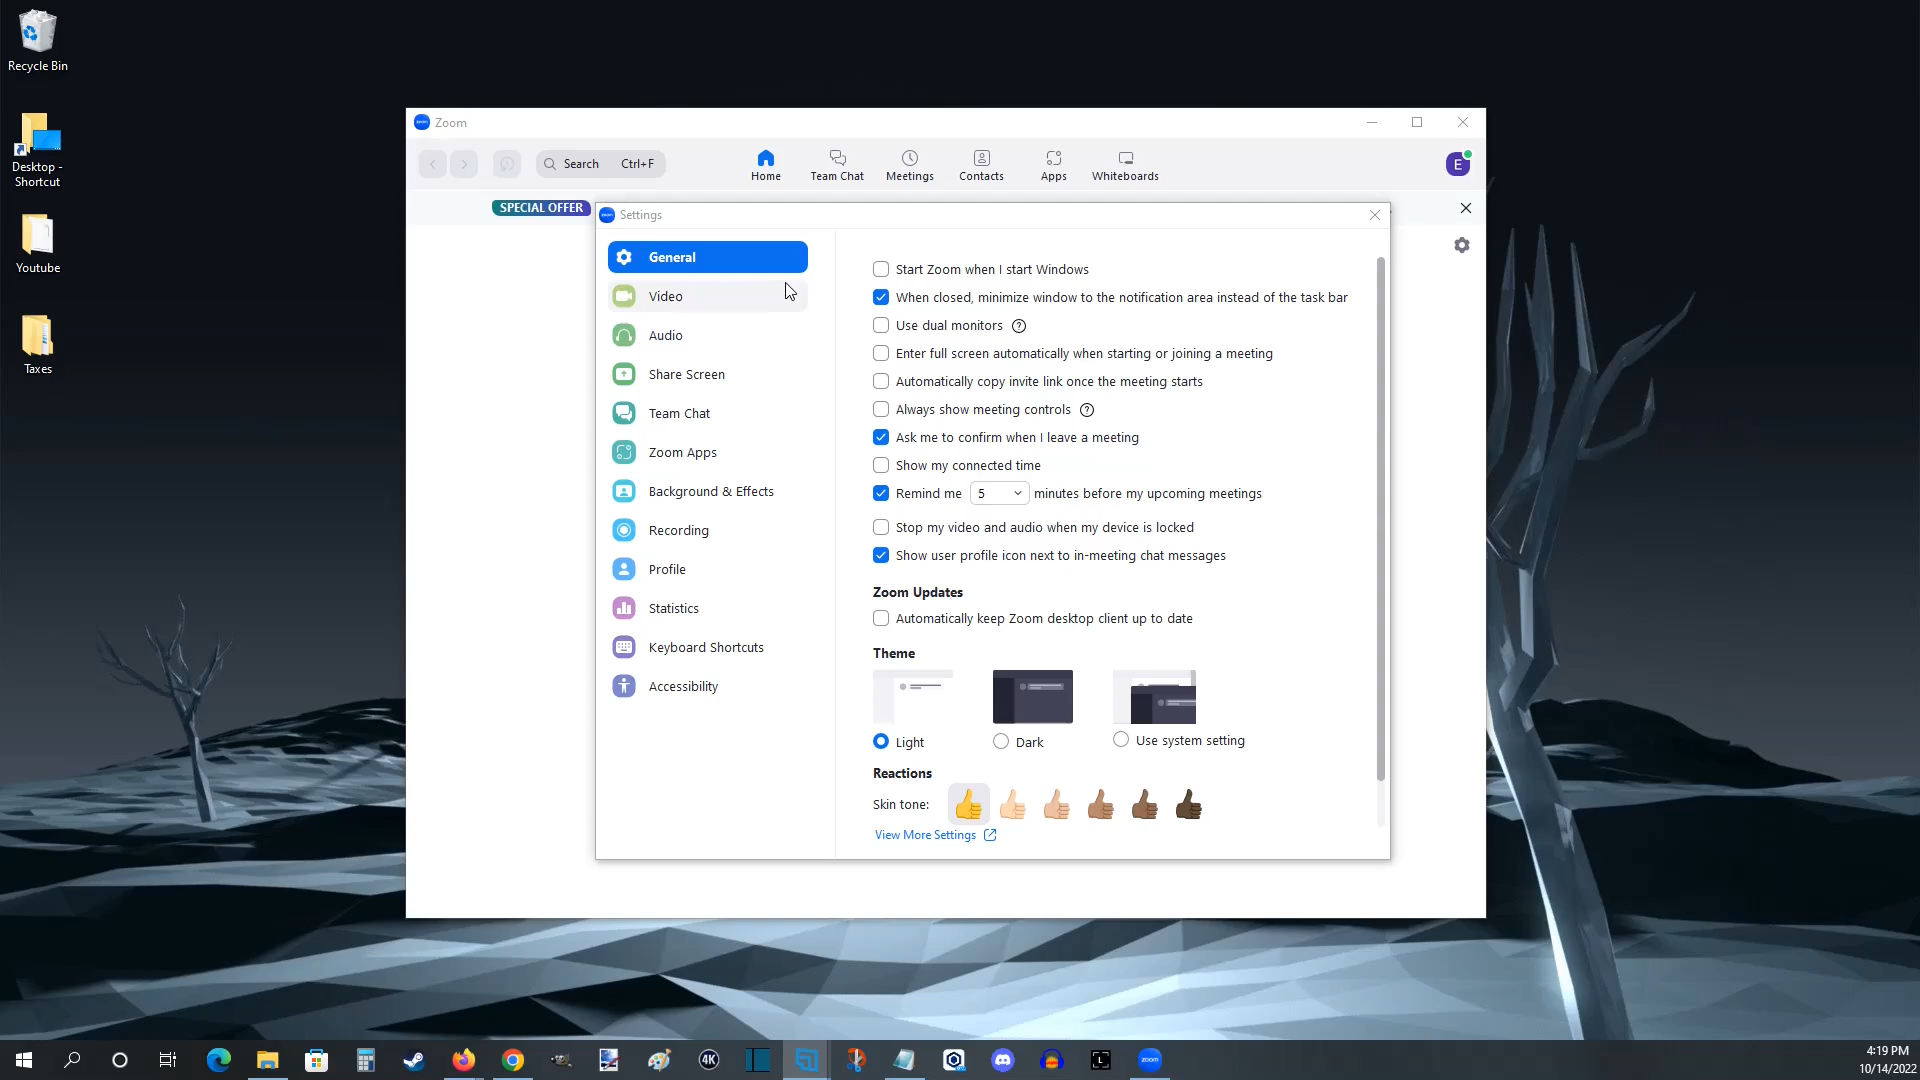 Recycle Bin
Desktop -
Shortcut
Youtube
Taxes
Zoom
Search Ctrl+F
Home
Team Chat
Meetings
Contacts
Apps
Whiteboards
E
SPECIAL OFFER
Settings
General
Video
Audio
Share Screen
Team Chat
Zoom Apps
Background & Effects
Recording
Profile
Statistics
Keyboard Shortcuts
Accessibility
Start Zoom when I start Windows
When closed, minimize window to the notification area instead of the task bar
Use dual monitors ?
Enter full screen automatically when starting or joining a meeting
Automatically copy invite link once the meeting starts
Always show meeting controls ?
Ask me to confirm when I leave a meeting
Show my connected time
Remind me 5 minutes before my upcoming meetings
Stop my video and audio when my device is locked
Show user profile icon next to in-meeting chat messages
Zoom Updates
Automatically keep Zoom desktop client up to date
Theme
Light
Dark
Use system setting
Reactions
Skin tone:
View More Settings
4K
L
zoom
4:19 PM
10/14/2022